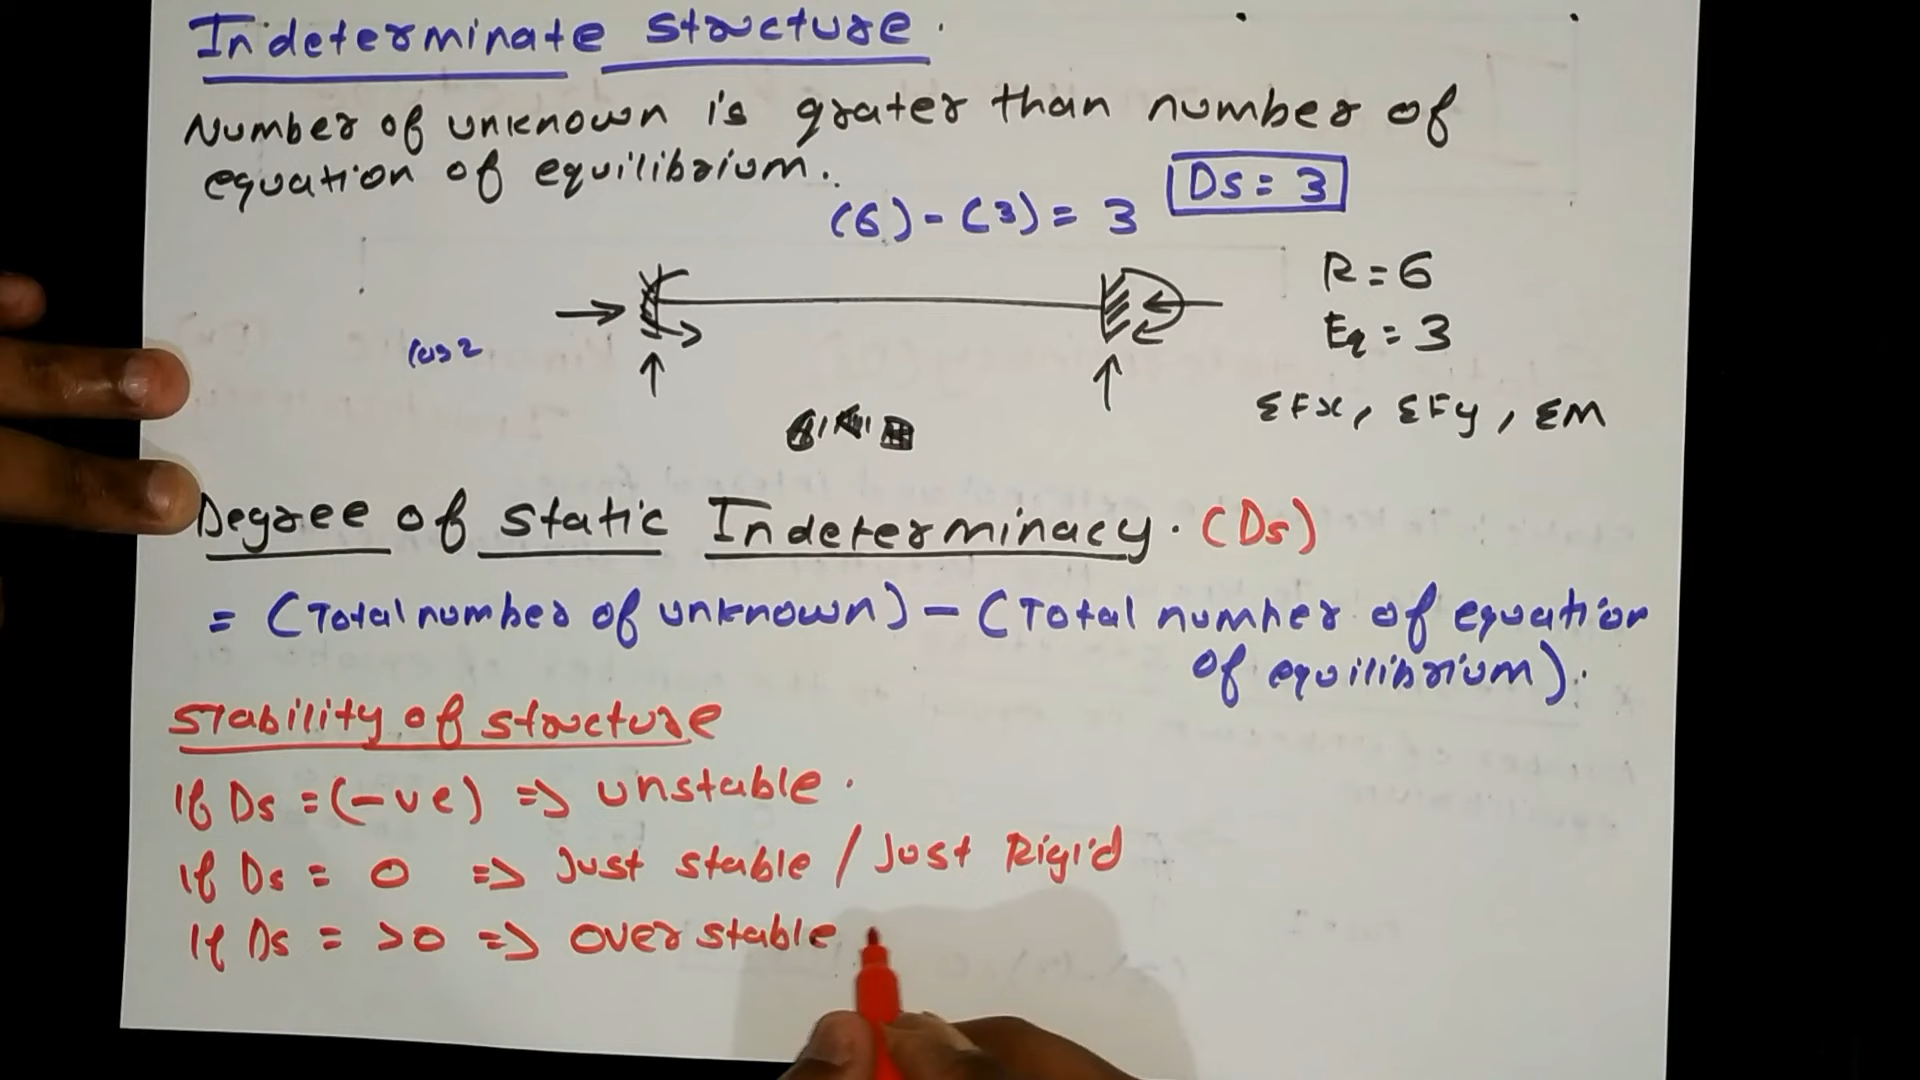 Indeterminate structure.
Number of unknown is grater than number of
equation of equilibrium.
Ds = 3
(6) - (3) = 3
R = 6
Eq = 3
ΣFx, ΣFy, ΣM
Degree of static Indeterminacy. (Ds)
= (Total number of unknown) - (Total number of equation
of equilibrium).
Stability of structure
If Ds = (-ve) => unstable.
If Ds = 0 => Just stable / Just Rigid
If Ds = >0 => over stable